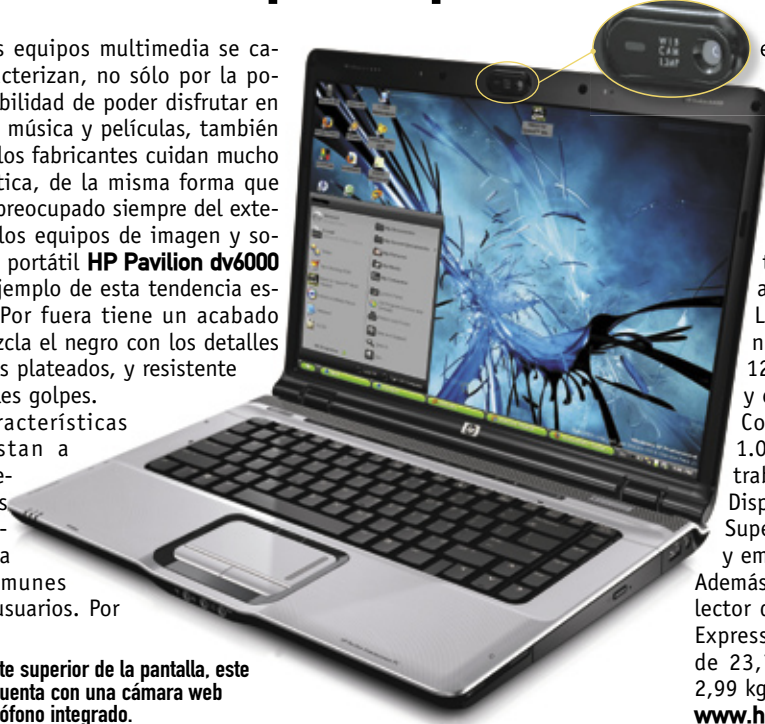 s equipos multimedia se ca-
cterizan, no sólo por la po-
bilidad de poder disfrutar en
música y películas, también
los fabricantes cuidan mucho
tica, de la misma forma que
preocupado siempre del exte-
los equipos de imagen y so-
portátil HP Pavilion dv6000
jemplo de esta tendencia es-
Por fuera tiene un acabado
zcla el negro con los detalles
s plateados, y resistente
les golpes.
racterísticas
stan a
e-
s
-
a
munes
usuarios. Por
te superior de la pantalla, este
uenta con una cámara web
ófono integrado.
WEB
CAM
hp
e
t
a
L
n
12
y
Co
1.0
trab
Disp
Supe
y em
Además
lector d
Express
de 23,
2,99 kg
www.h